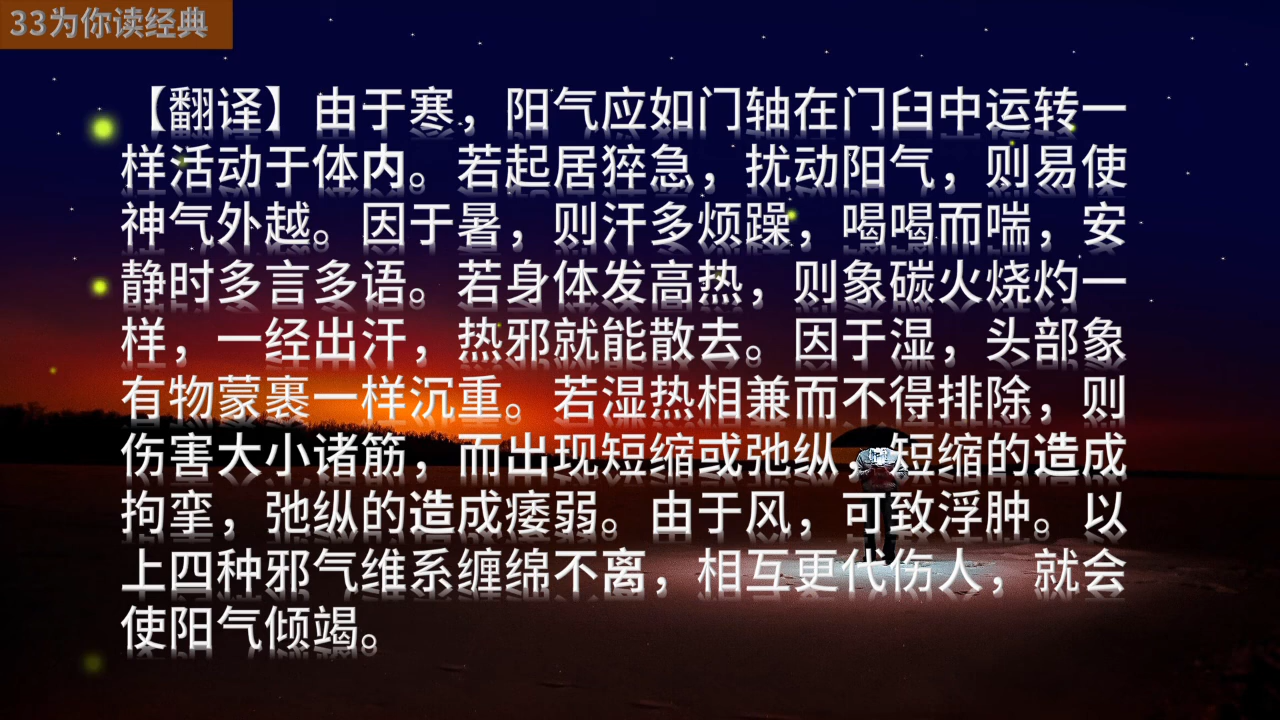 33为你读经典
【翻译】由于寒，阳气应如门轴在门臼中运转一
样活动于体内。若起居猝急，扰动阳气，则易使
神气外越。因于暑，则汗多烦躁，喝喝而喘，安
静时多言多语。若身体发高热，则象碳火烧灼一
样，一经出汗，热邪就能散去。因于湿，头部象
有物蒙裹一样沉重。若湿热相兼而不得排除，则
伤害大小诸筋，而出现短缩或弛纵，短缩的造成
拘挛，弛纵的造成痿弱。由于风，可致浮肿。以
上四种邪气维系缠绵不离，相互更代伤人，就会
使阳气倾竭。